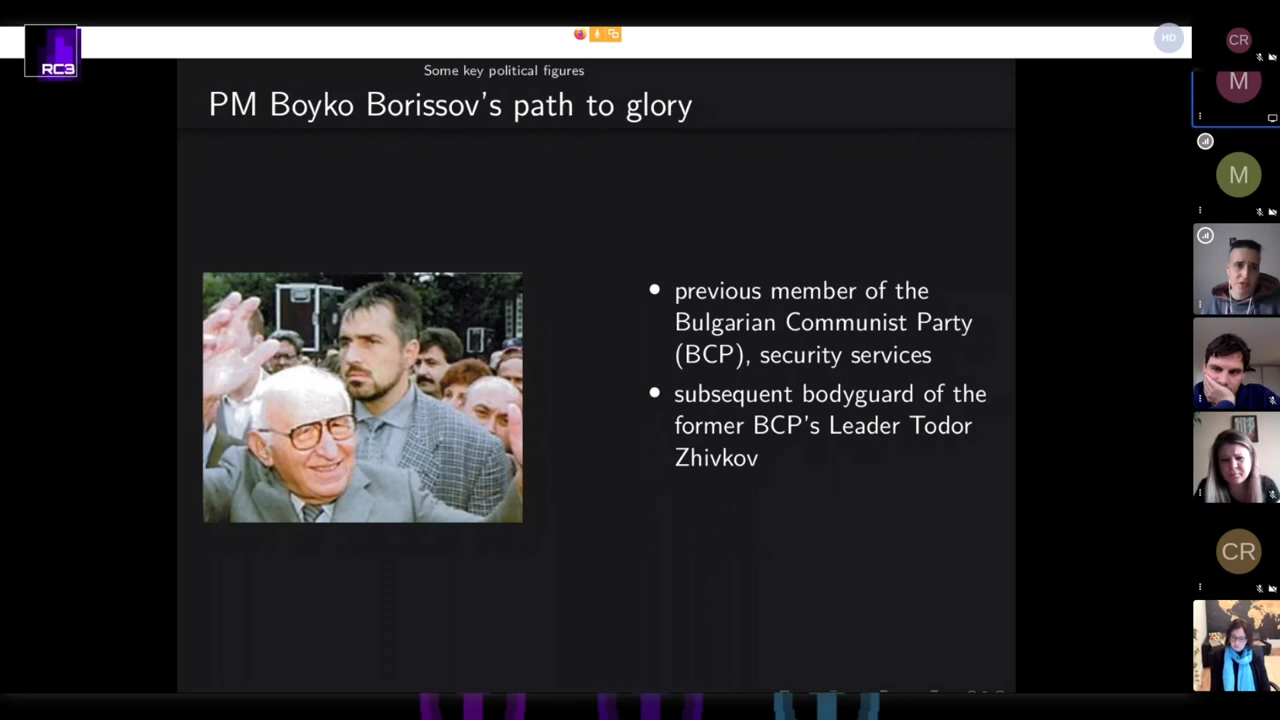 RC3
HD
CR
M
M
CR
Some key political figures
PM Boyko Borissov's path to glory
• previous member of the
Bulgarian Communist Party
(BCP), security services
• subsequent bodyguard of the
former BCP's Leader Todor
Zhivkov